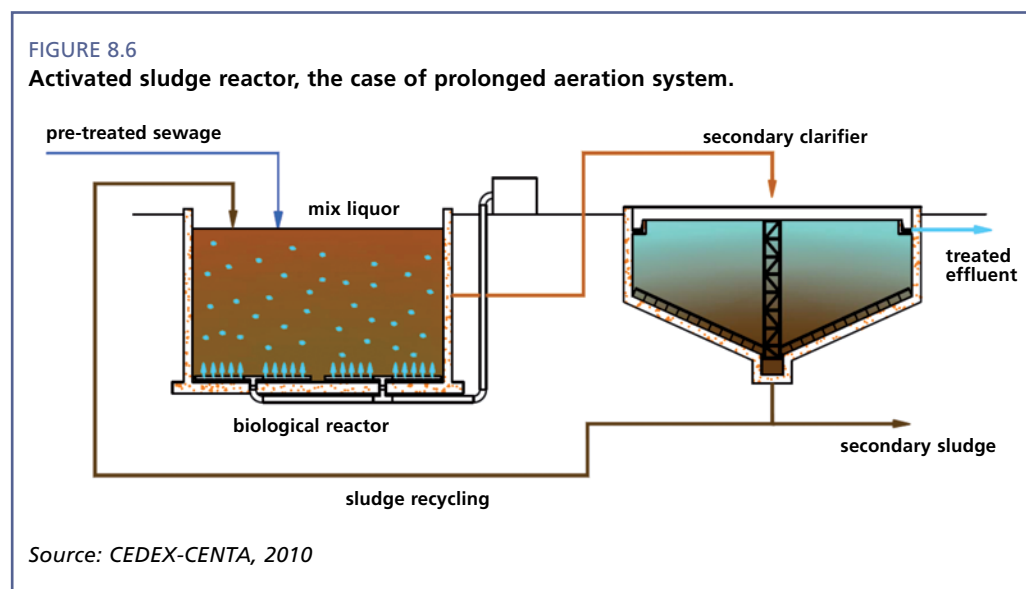 FIGURE 8.6
Activated sludge reactor, the case of prolonged aeration system.
pre-treated sewage
secondary clarifier
mix liquor
treated
effluent
biological reactor
secondary sludge
sludge recycling
Source: CEDEX-CENTA, 2010